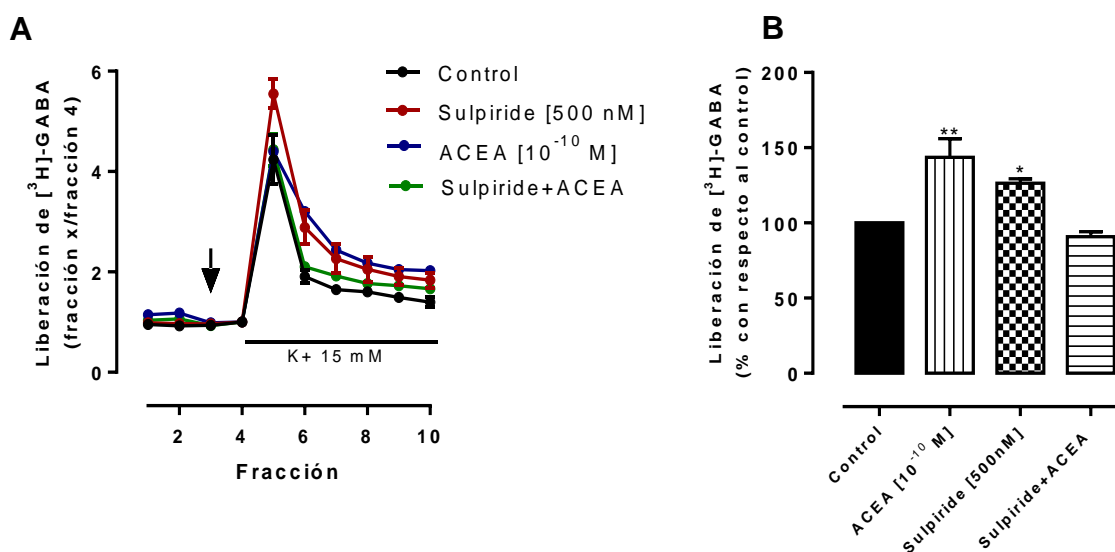 A
Liberación de [³H]-GABA
(fracción x/fracción 4)
6
4
2
0
Control
Sulpiride [500 nM]
ACEA [10⁻¹⁰ M]
Sulpiride+ACEA
K+ 15 mM
2
4
6
8
10
Fracción
B
Liberación de [³H]-GABA
(% con respecto al control)
200
150
100
50
0
**
*
Control
ACEA [10⁻¹⁰ M]
Sulpiride [500nM]
Sulpiride+ACEA